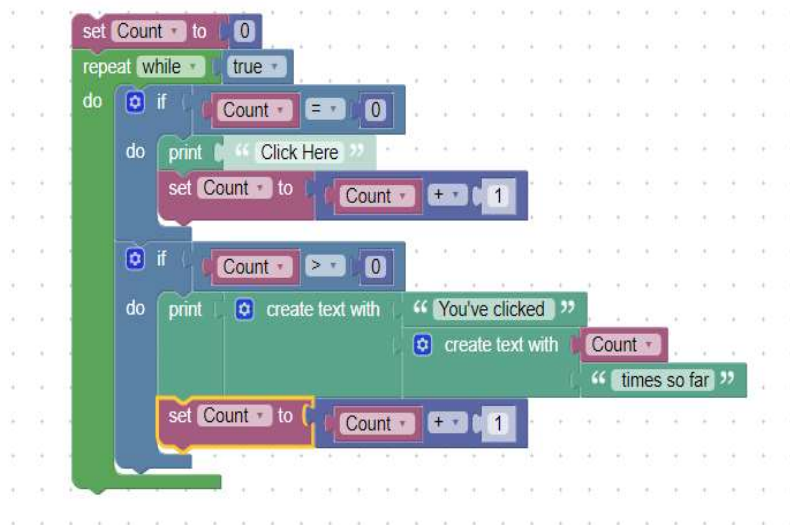 set Count to 0
repeat while true
do if Count = 0
do print “ Click Here ”
set Count to Count + 1
if Count > 0
do print create text with “ You've clicked ”
create text with Count
“ times so far ”
set Count to Count + 1